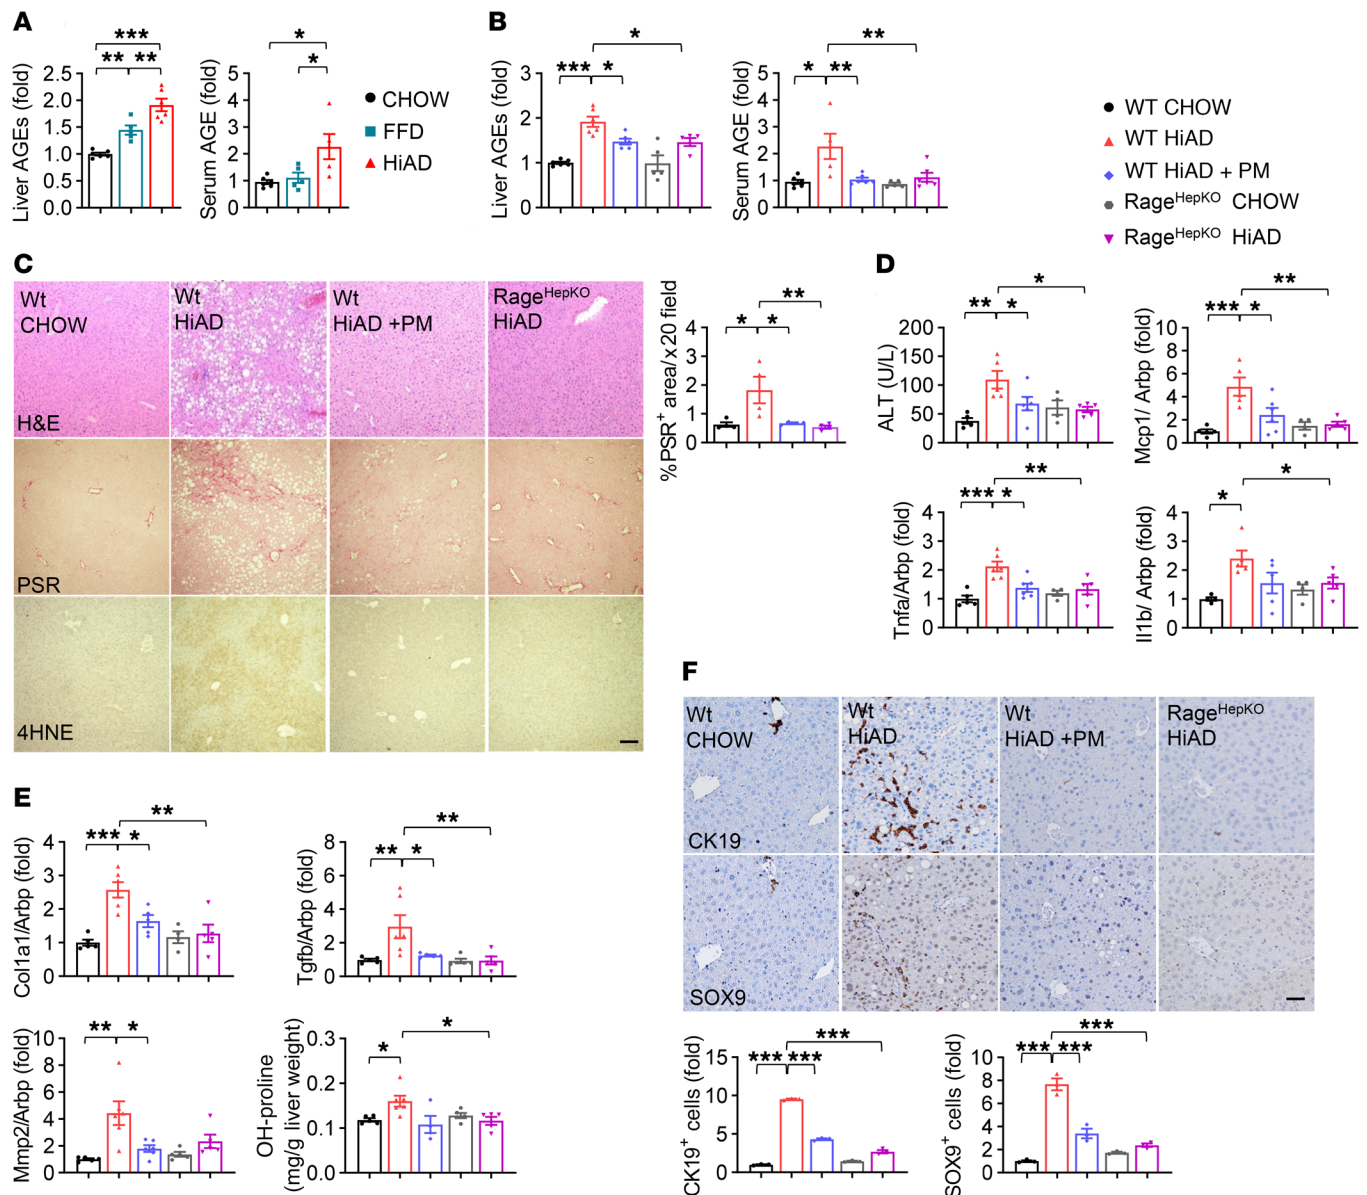 A
***
** **
Liver AGEs (fold)
2.5
2.0
1.5
1.0
0.5
0.0
*
*
Serum AGE (fold)
5
4
3
2
1
0
CHOW
FFD
HiAD
B
*
*** *
Liver AGEs (fold)
3
2
1
0
**
* **
Serum AGE (fold)
5
4
3
2
1
0
WT CHOW
WT HiAD
WT HiAD + PM
Rage^HepKO CHOW
Rage^HepKO HiAD
C
Wt
CHOW
Wt
HiAD
Wt
HiAD +PM
Rage^HepKO
HiAD
H&E
PSR
4HNE
**
* *
%PSR+ area/x20 field
4
3
2
1
0
D
*
** *
ALT (U/L)
200
150
100
50
0
**
*** *
Mcp1/ Arbp (fold)
10
8
6
4
2
0
**
*** *
Tnfa/Arbp (fold)
4
3
2
1
0
*
*
Il1b/ Arbp (fold)
4
3
2
1
0
E
**
*** *
Col1a1/Arbp (fold)
4
3
2
1
0
**
** *
Tgfb/Arbp (fold)
8
6
4
2
0
** *
Mmp2/Arbp (fold)
10
8
6
4
2
0
*
*
OH-proline
(mg/g liver weight)
0.3
0.2
0.1
0.0
F
Wt
CHOW
Wt
HiAD
Wt
HiAD +PM
Rage^HepKO
HiAD
CK19
SOX9
***
*** ***
CK19+ cells (fold)
15
10
5
0
***
*** ***
SOX9+ cells (fold)
10
8
6
4
2
0